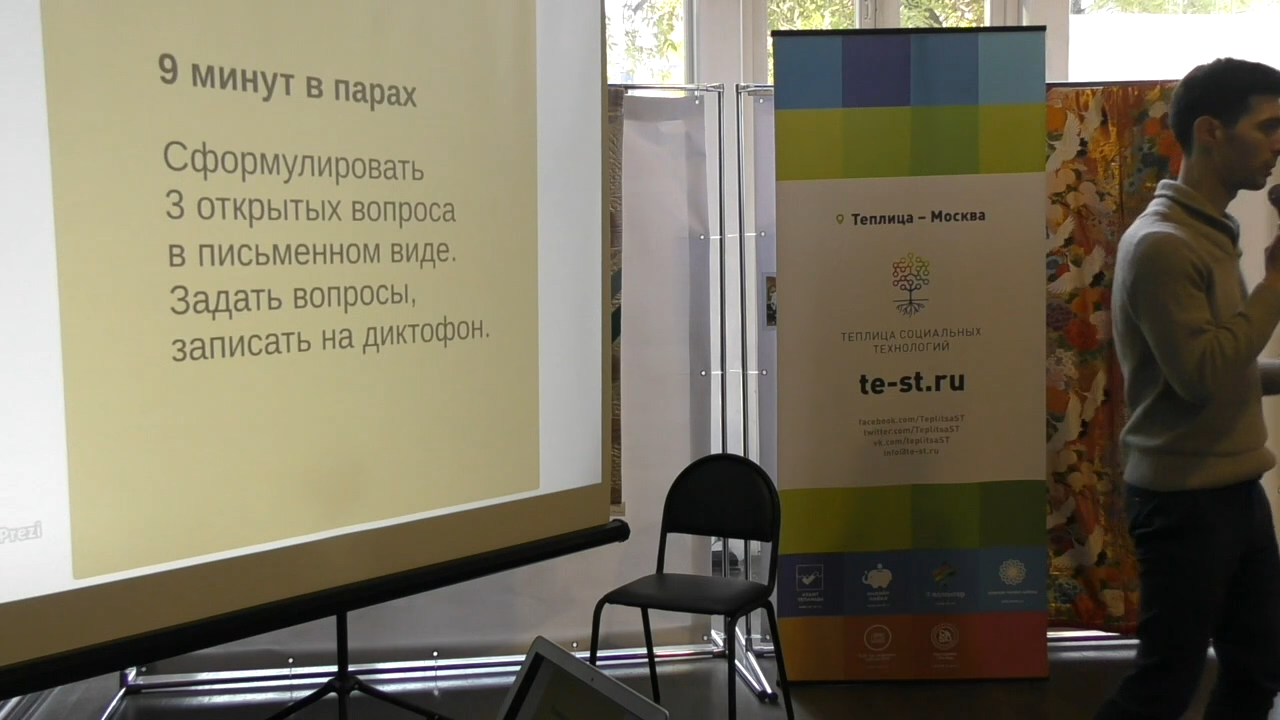 9 минут в парах
Сформулировать
3 открытых вопроса
в письменном виде.
Задать вопросы,
записать на диктофон.
Prezi
Теплица – Москва
ТЕПЛИЦА СОЦИАЛЬНЫХ
ТЕХНОЛОГИЙ
te-st.ru
facebook.com/TeplitsaST
twitter.com/TeplitsaST
vk.com/teplitsaST
info@te-st.ru